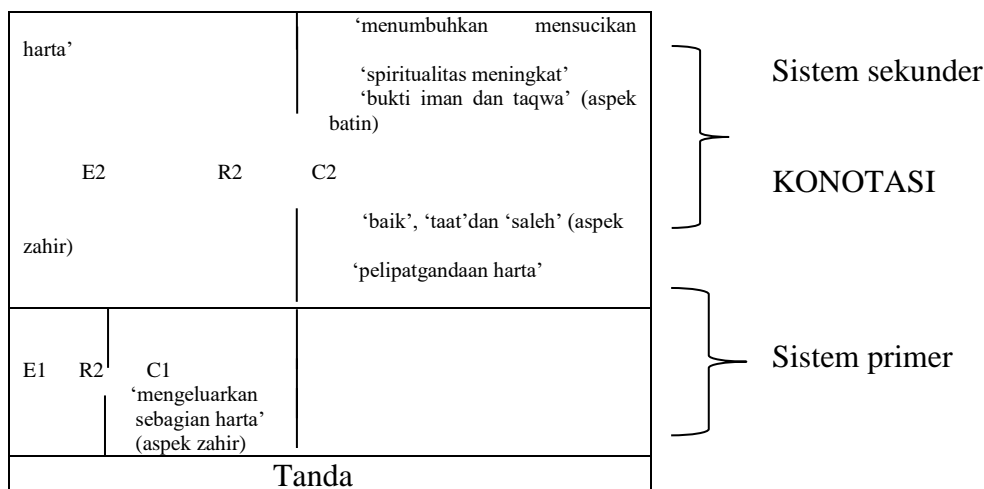 ‘menumbuhkan mensucikan
harta’
‘spiritualitas meningkat’
‘bukti iman dan taqwa’ (aspek
batin)
E2 R2 C2
‘baik’, ‘taat’dan ‘saleh’ (aspek
zahir)
‘pelipatgandaan harta’
Sistem sekunder
KONOTASI
E1 R2 C1
‘mengeluarkan
sebagian harta’
(aspek zahir)
Sistem primer
Tanda